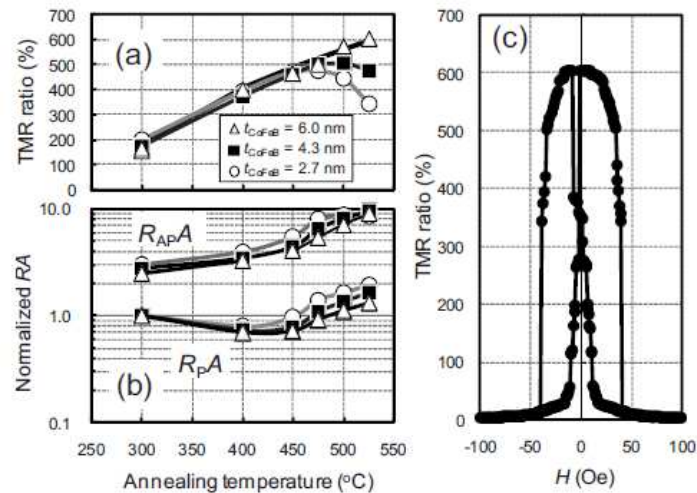 (a)
TMR ratio (%)
700
600
500
400
300
200
100
0
△ tCoFeB = 6.0 nm
■ tCoFeB = 4.3 nm
○ tCoFeB = 2.7 nm
(b)
Normalized RA
10.0
1.0
0.1
RAPA
RPA
250 300 350 400 450 500 550
Annealing temperature (°C)
(c)
TMR ratio (%)
700
600
500
400
300
200
100
0
-100 -50 0 50 100
H (Oe)